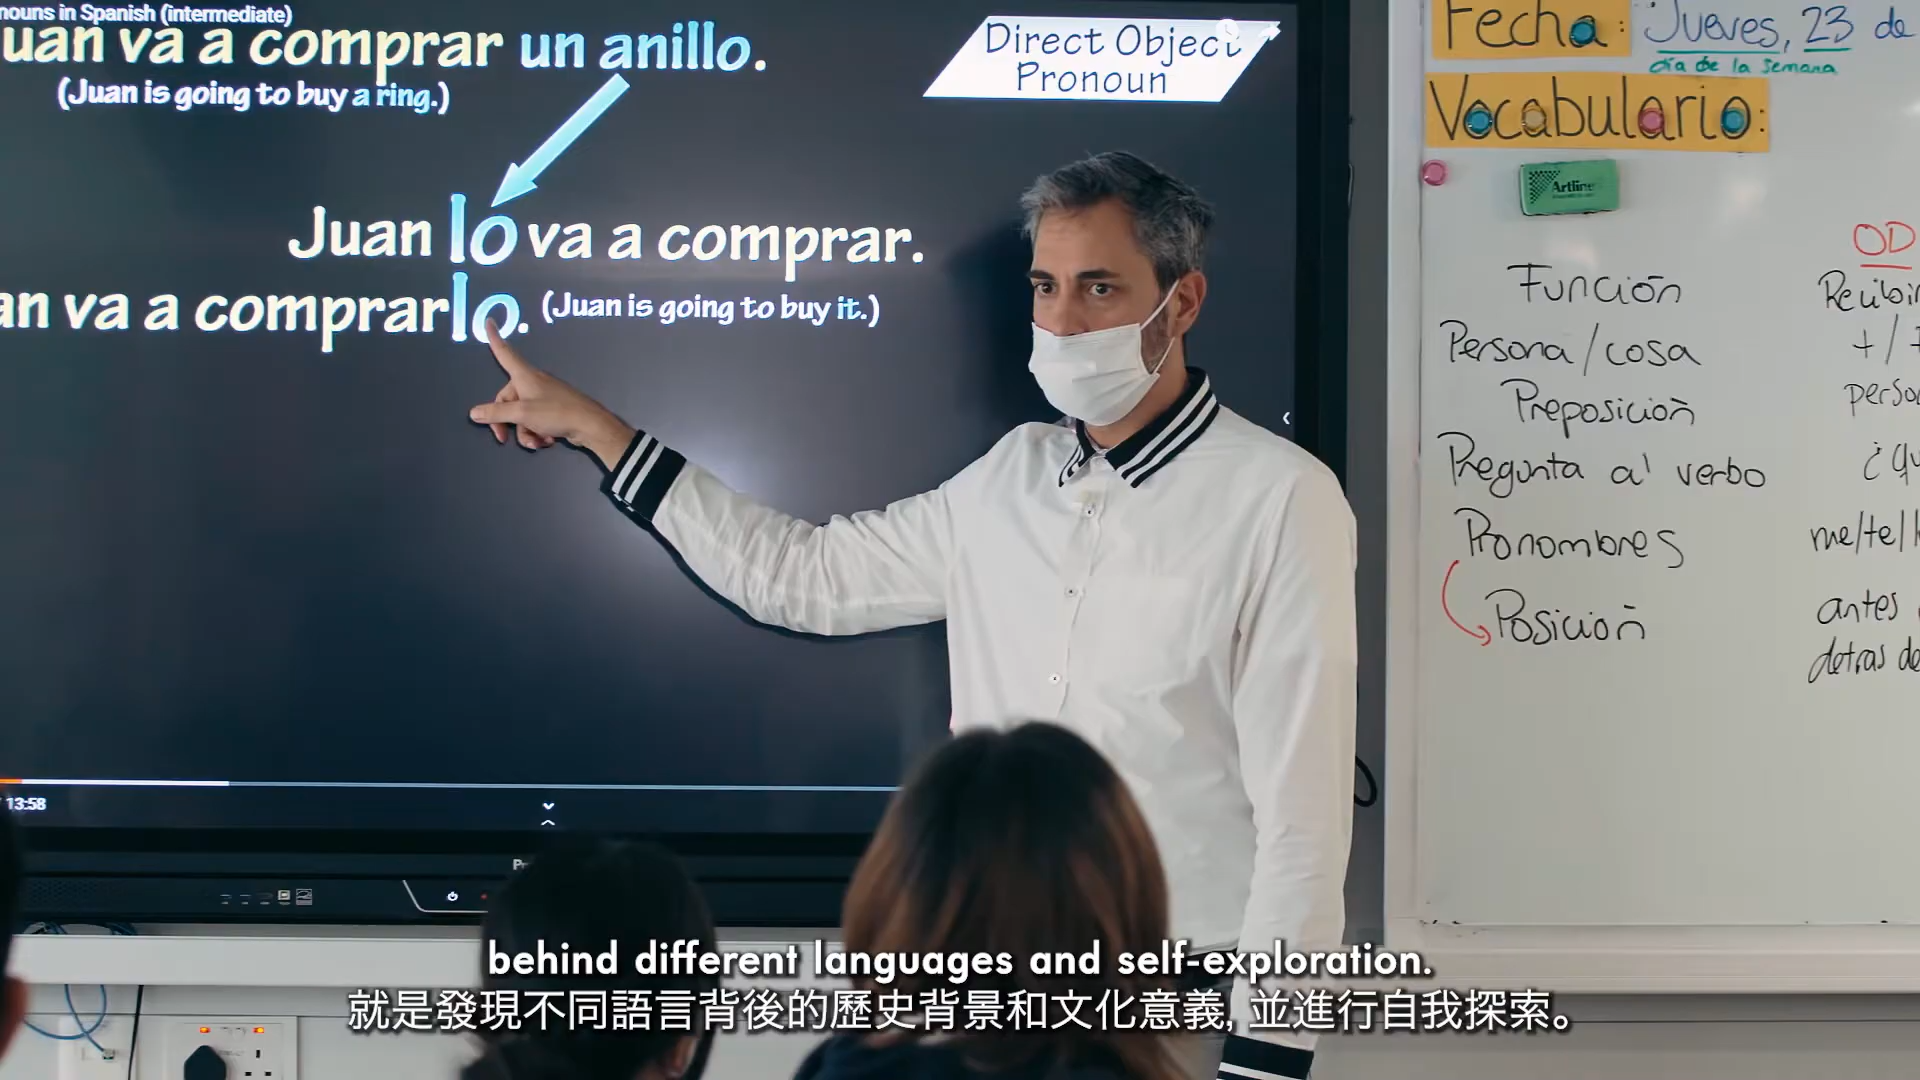 nouns in Spanish (intermediate)
uan va a comprar un anillo.
(Juan is going to buy a ring.)
Direct Object
Pronoun
Juan lo va a comprar.
an va a comprarlo. (Juan is going to buy it.)
13:58
Fecha: Jueves, 23 de
día de la semana
Vocabulario:
Artline
OD
Función
Recibir
Persona/cosa
+/
Preposición
Pregunta al verbo
Pronombres
me/te/l
Posición
antes
detras de
behind different languages and self-exploration.
就是發現不同語言背後的歷史背景和文化意義, 並進行自我探索。